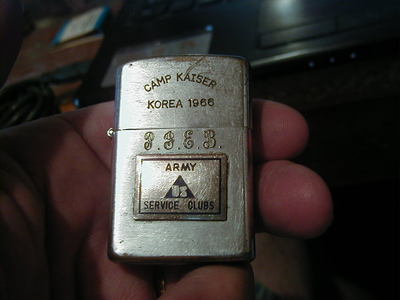 CAMP KAISER
KOREA 1966
P.P.E.B.
ARMY
US
SERVICE CLUBS